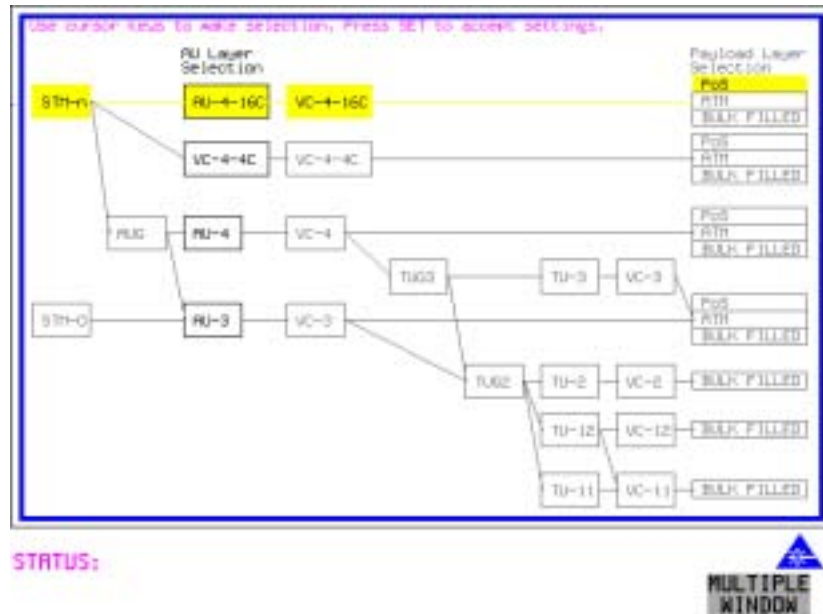 Use cursor keys to make selection, Press SET to accept settings.
AU Layer
Selection
Payload Layer
Selection
STM-n
AU-4-16C
VC-4-16C
PoS
ATM
BULK FILLED
VC-4-4C
VC-4-4C
PoS
ATM
BULK FILLED
AUG
AU-4
VC-4
PoS
ATM
BULK FILLED
TUG3
TU-3
VC-3
STM-0
AU-3
VC-3
PoS
ATM
BULK FILLED
TUG2
TU-2
VC-2
BULK FILLED
TU-12
VC-12
BULK FILLED
TU-11
VC-11
BULK FILLED
STATUS:
MULTIPLE
WINDOW